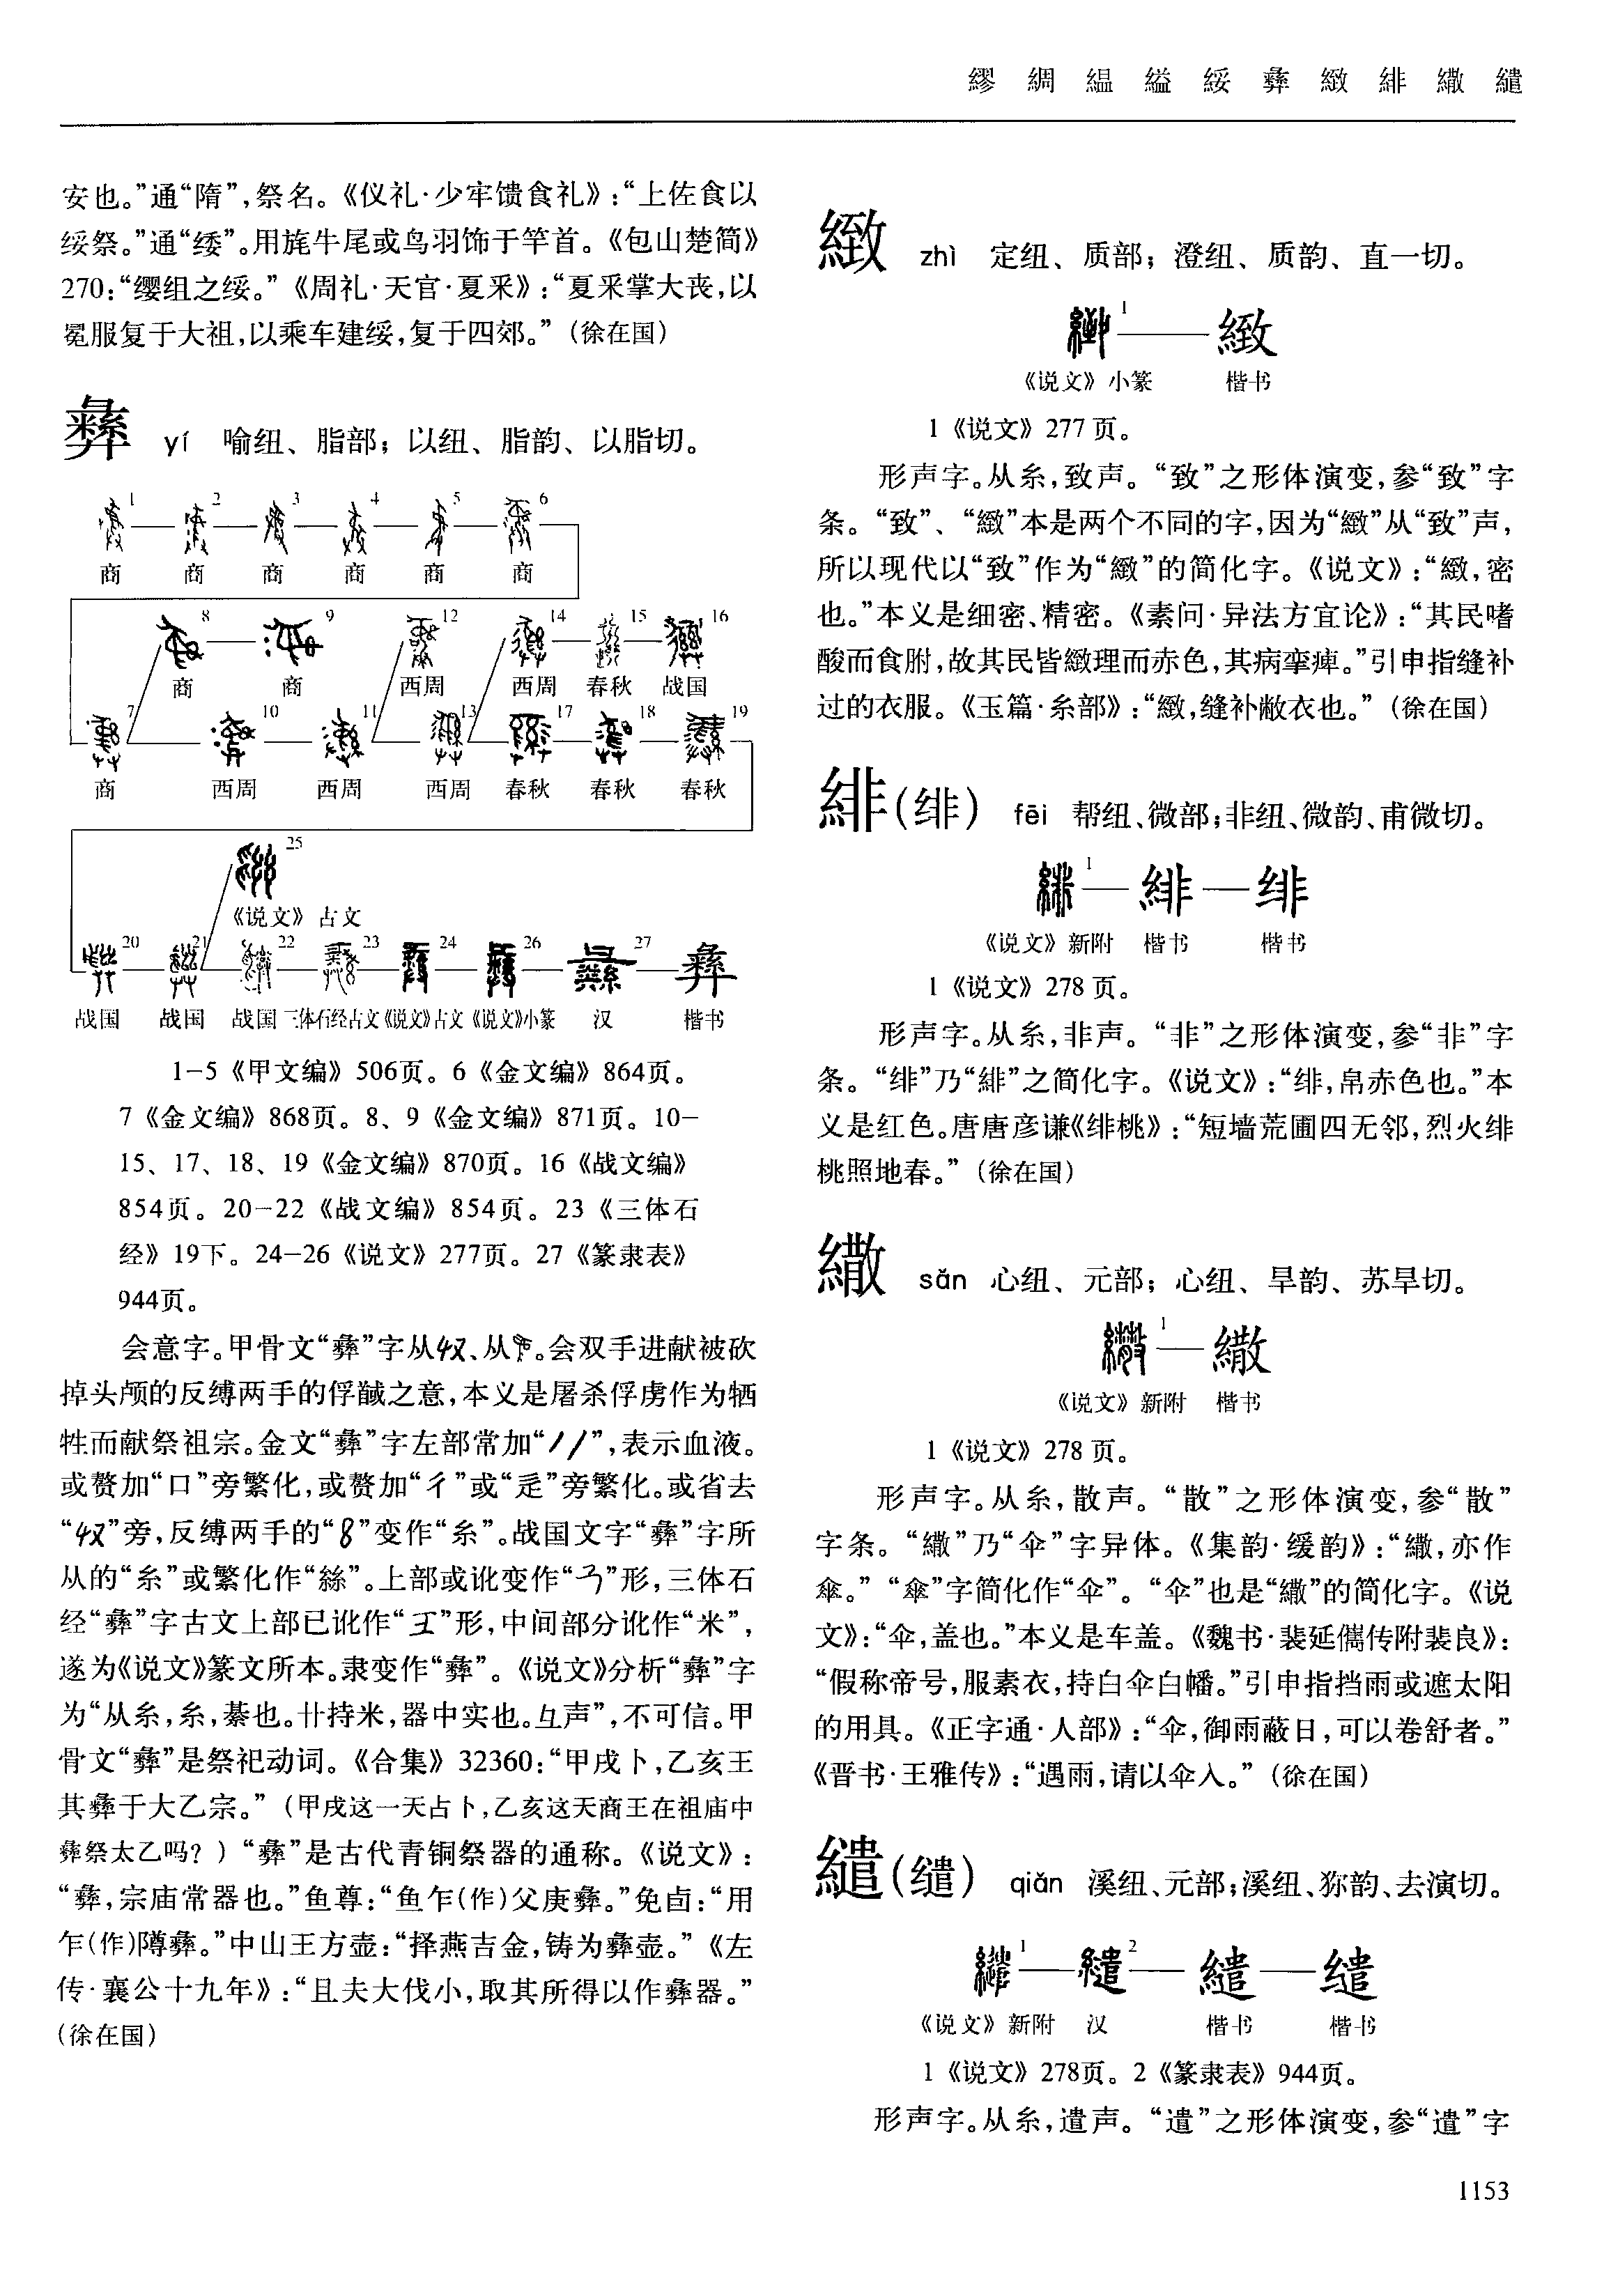 繆 綢 緼 縊 綏 彝 緻 緋 繖 繾
安也。”通“隋”,祭名。《仪礼·少牢馈食礼》:“上佐食以
绥祭。”通“緌”。用旄牛尾或鸟羽饰于竿首。《包山楚简》
270:“缨组之绥。”《周礼·天官·夏采》:“夏采掌大丧,以
冕服复于大祖,以乘车建绥,复于四郊。”(徐在国)
彝 yí 喻纽、脂部;以纽、脂韵、以脂切。
1 2 3 4 5 6
商 商 商 商 商 商
8 9 12 14 15 16
商 商 西周 西周 春秋 战国
7 10 11 13 17 18 19
商 西周 西周 西周 春秋 春秋 春秋
25
《说文》古文
20 21 22 23 24 26 27 彝
战国 战国 战国 三体石经古文 《说文》古文 《说文》小篆 汉 楷书
1-5《甲文编》506页。6《金文编》864页。
7《金文编》868页。8、9《金文编》871页。10-
15、17、18、19《金文编》870页。16《战文编》
854页。20-22《战文编》854页。23《三体石
经》19下。24-26《说文》277页。27《篆隶表》
944页。
会意字。甲骨文“彝”字从、从。会双手进献被砍
掉头颅的反缚两手的俘馘之意,本义是屠杀俘虏作为牺
牲而献祭祖宗。金文“彝”字左部常加“//”,表示血液。
或赘加“口”旁繁化,或赘加“彳”或“辵”旁繁化。或省去
“”旁,反缚两手的“8”变作“糸”。战国文字“彝”字所
从的“糸”或繁化作“絲”。上部或讹变作“”形,三体石
经“彝”字古文上部已讹作“”形,中间部分讹作“米”,
遂为《说文》篆文所本。隶变作“彝”。《说文》分析“彝”字
为“从糸,糸,綦也。廾持米,器中实也。彑声”,不可信。甲
骨文“彝”是祭祀动词。《合集》32360:“甲戌卜,乙亥王
其彝于大乙宗。”(甲戌这一天占卜,乙亥这天商王在祖庙中
彝祭太乙吗?)“彝”是古代青铜祭器的通称。《说文》:
“彝,宗庙常器也。”鱼尊:“鱼乍(作)父庚彝。”免卣:“用
乍(作)障彝。”中山王方壶:“择燕吉金,铸为彝壶。”《左
传·襄公十九年》:“且夫大伐小,取其所得以作彝器。”
(徐在国)
緻 zhì 定纽、质部;澄纽、质韵、直一切。
1 緻
《说文》小篆 楷书
1《说文》277页。
形声字。从糸,致声。“致”之形体演变,参“致”字
条。“致”、“緻”本是两个不同的字,因为“緻”从“致”声,
所以现代以“致”作为“緻”的简化字。《说文》:“緻,密
也。”本义是细密、精密。《素问·异法方宜论》:“其民嗜
酸而食胕,故其民皆緻理而赤色,其病挛痺。”引申指缝补
过的衣服。《玉篇·糸部》:“緻,缝补敝衣也。”(徐在国)
緋(绯) fēi 帮纽、微部;非纽、微韵、甫微切。
1 緋 绯
《说文》新附 楷书 楷书
1《说文》278页。
形声字。从糸,非声。“非”之形体演变,参“非”字
条。“绯”乃“緋”之简化字。《说文》:“绯,帛赤色也。”本
义是红色。唐唐彦谦《绯桃》:“短墙荒圃四无邻,烈火绯
桃照地春。”(徐在国)
繖 sǎn 心纽、元部;心纽、旱韵、苏旱切。
1 繖
《说文》新附 楷书
1《说文》278页。
形声字。从糸,散声。“散”之形体演变,参“散”
字条。“繖”乃“伞”字异体。《集韵·缓韵》:“繖,亦作
傘。”“傘”字简化作“伞”。“伞”也是“繖”的简化字。《说
文》:“伞,盖也。”本义是车盖。《魏书·裴延儁传附裴良》:
“假称帝号,服素衣,持白伞白幡。”引申指挡雨或遮太阳
的用具。《正字通·人部》:“伞,御雨蔽日,可以卷舒者。”
《晋书·王雅传》:“遇雨,请以伞入。”(徐在国)
繾(缱) qiǎn 溪纽、元部;溪纽、狝韵、去演切。
1 2 繾 缱
《说文》新附 汉 楷书 楷书
1《说文》278页。2《篆隶表》944页。
形声字。从糸,遣声。“遣”之形体演变,参“遣”字
1153